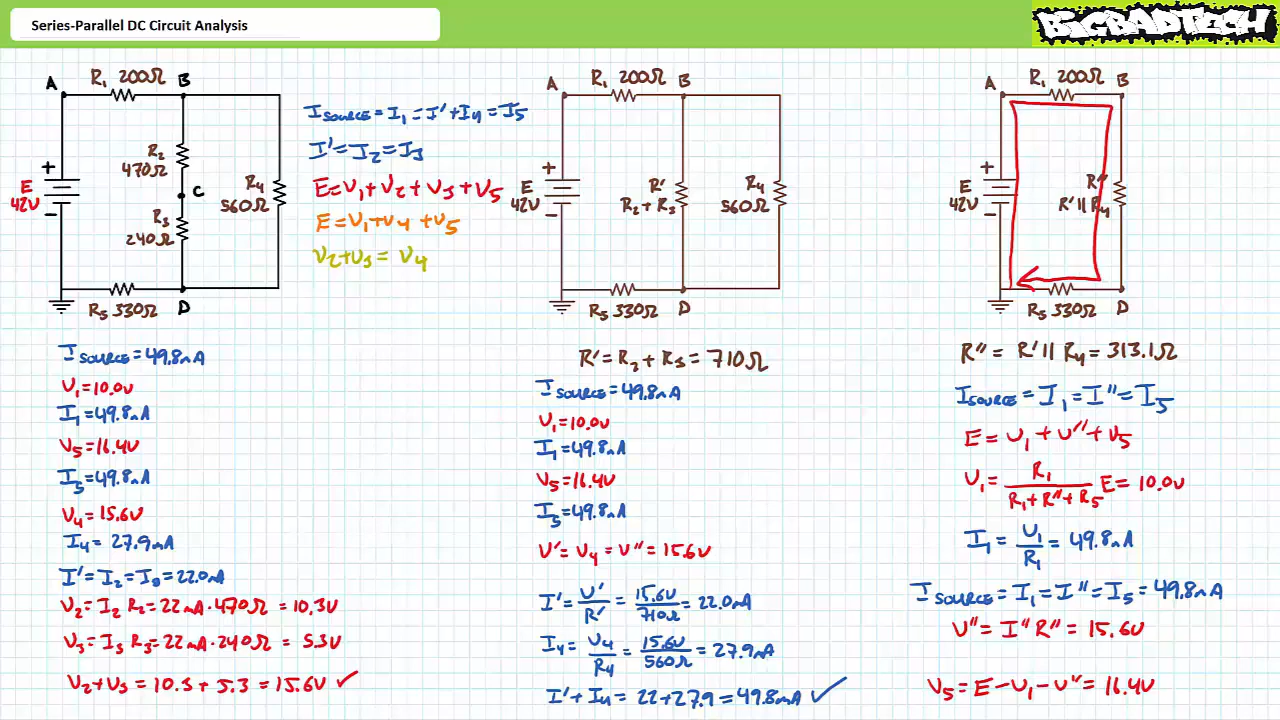 Series-Parallel DC Circuit Analysis
BIGBADTECH
A
R₁ 200Ω
B
R₂
470Ω
C
R₃
240Ω
R₄
560Ω
+
E
42V
−
R₅ 330Ω
D
I SOURCE = I₁ = I' + I₄ = I₅
I' = I₂ = I₃
E = V₁ + V₂ + V₃ + V₅
E = V₁ + V₄ + V₅
V₂ + V₃ = V₄
I SOURCE = 49.8mA
V₁ = 10.0V
I₁ = 49.8mA
V₅ = 16.4V
I₅ = 49.8mA
V₄ = 15.6V
I₄ = 27.9mA
I' = I₂ = I₃ = 22.0mA
V₂ = I₂ R₂ = 22mA · 470Ω = 10.3V
V₃ = I₃ R₃ = 22mA · 240Ω = 5.3V
V₂ + V₃ = 10.3 + 5.3 = 15.6V ✓
A
R₁ 200Ω
B
+
E
42V
−
R'
R₂ + R₃
R₄
560Ω
R₅ 330Ω
D
R' = R₂ + R₃ = 710Ω
I SOURCE = 49.8mA
V₁ = 10.0V
I₁ = 49.8mA
V₅ = 16.4V
I₅ = 49.8mA
V' = V₄ = V'' = 15.6V
I' = V'/R' = 15.6V/710Ω = 22.0mA
I₄ = V₄/R₄ = 15.6V/560Ω = 27.9mA
I' + I₄ = 22 + 27.9 = 49.8mA ✓
A
R₁ 200Ω
B
+
E
42V
−
R''
R' || R₄
R₅ 330Ω
D
R'' = R' || R₄ = 313.1Ω
I SOURCE = I₁ = I'' = I₅
E = V₁ + V'' + V₅
V₁ = R₁/(R₁ + R'' + R₅) E = 10.0V
I₁ = V₁/R₁ = 49.8mA
I SOURCE = I₁ = I'' = I₅ = 49.8mA
V'' = I'' R'' = 15.6V
V₅ = E − V₁ − V'' = 16.4V